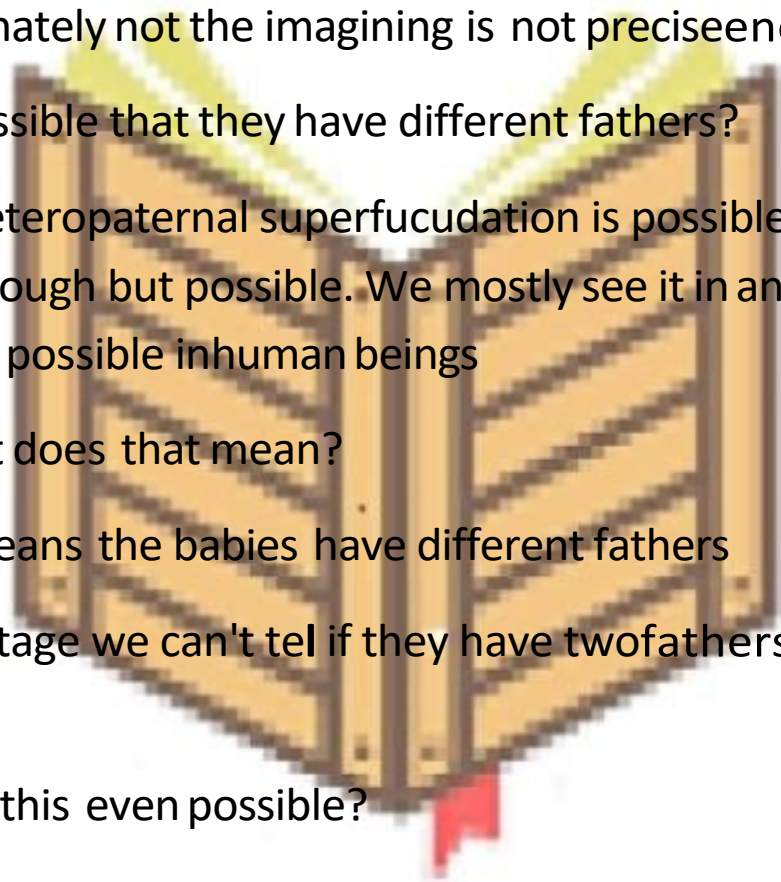 nately not the imagining is not preciseen
ssible that they have different fathers?
eteropaternal superfucudation is possible
ough but possible. We mostly see it in an
possible inhuman beings
t does that mean?
eans the babies have different fathers
tage we can't tel if they have twofathers
this even possible?